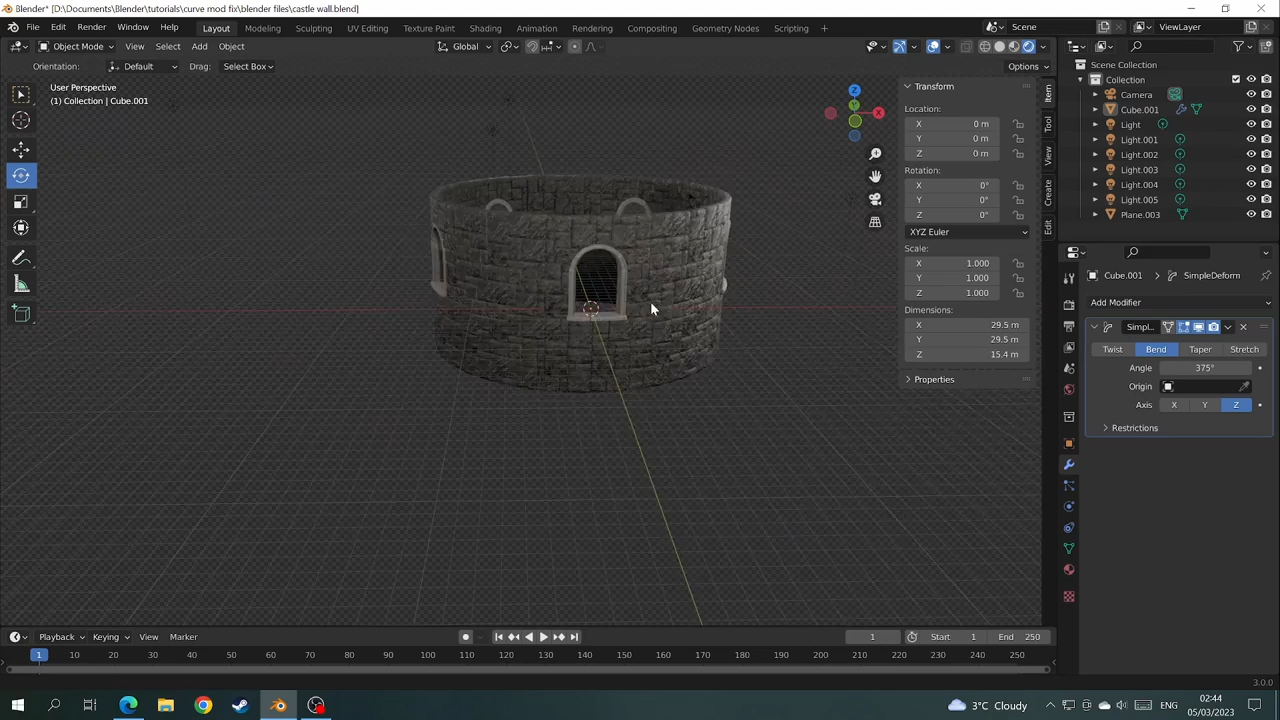 Blender* [D:\Documents\Blender\tutorials\curve mod fix\blender files\castle wall.blend]
File Edit Render Window Help Layout Modeling Sculpting UV Editing Texture Paint Shading Animation Rendering Compositing Geometry Nodes Scripting + Scene ViewLayer
Object Mode View Select Add Object Global
Orientation: Default Drag: Select Box Options
User Perspective
(1) Collection | Cube.001
Z
X
Transform
Location:
X 0 m
Y 0 m
Z 0 m
Rotation:
X 0°
Y 0°
Z 0°
XYZ Euler
Scale:
X 1.000
Y 1.000
Z 1.000
Dimensions:
X 29.5 m
Y 29.5 m
Z 15.4 m
Properties
Item
Tool
View
Create
Edit
Scene Collection
Collection
Camera
Cube.001
Light
Light.001
Light.002
Light.003
Light.004
Light.005
Plane.003
Cube.001 SimpleDeform
Add Modifier
Simpl...
Twist Bend Taper Stretch
Angle 375°
Origin
Axis X Y Z
Restrictions
Playback Keying View Marker 1 Start 1 End 250
1 10 20 30 40 50 60 70 80 90 100 110 120 130 140 150 160 170 180 190 200 210 220 230 240 250
3.0.0
3°C Cloudy ENG 02:44
05/03/2023